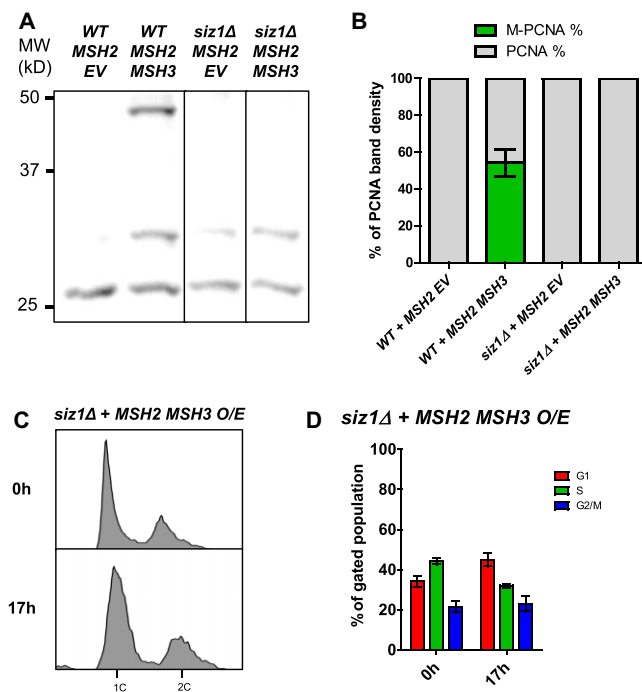 A
MW
(kD)
WT
MSH2
EV
WT
MSH2
MSH3
siz1Δ
MSH2
EV
siz1Δ
MSH2
MSH3
50
37
25
B
M-PCNA %
PCNA %
% of PCNA band density
100
80
60
40
20
0
WT + MSH2 EV
WT + MSH2 MSH3
siz1Δ + MSH2 EV
siz1Δ + MSH2 MSH3
C
siz1Δ + MSH2 MSH3 O/E
0h
17h
1C
2C
D
siz1Δ + MSH2 MSH3 O/E
% of gated population
100
80
60
40
20
0
0h
17h
G1
S
G2/M